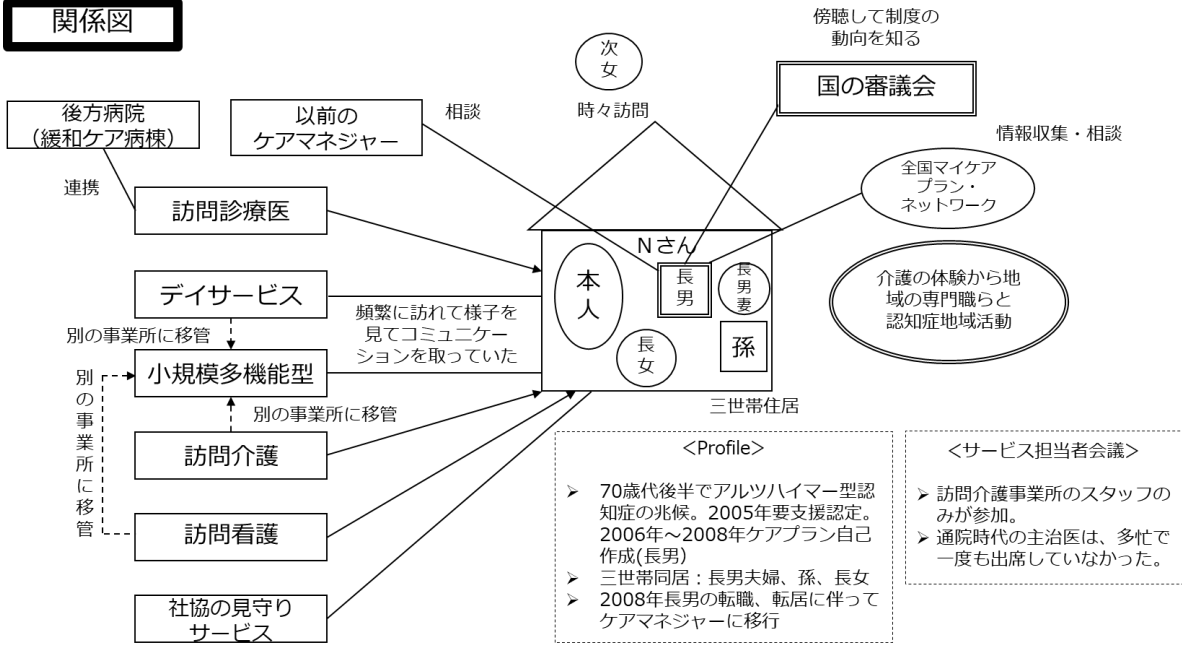 関係図
傍聴して制度の
動向を知る
次
女
国の審議会
時々訪問
後方病院
（緩和ケア病棟）
以前の
ケアマネジャー
相談
情報収集・相談
全国マイケア
プラン・
ネットワーク
連携
訪問診療医
Ｎさん
本
人
長
男
長
男
妻
長
女
孫
介護の体験から地
域の専門職らと
認知症地域活動
デイサービス
頻繁に訪れて様子を
見てコミュニケー
ションを取っていた
別の事業所に移管
小規模多機能型
別の事業所に移管
別
の
事
業
所
に
移
管
三世帯住居
訪問介護
訪問看護
社協の見守り
サービス
＜Profile＞
➢ 70歳代後半でアルツハイマー型認
知症の兆候。2005年要支援認定。
2006年～2008年ケアプラン自己
作成(長男)
➢ 三世帯同居：長男夫婦、孫、長女
➢ 2008年長男の転職、転居に伴って
ケアマネジャーに移行
＜サービス担当者会議＞
➢ 訪問介護事業所のスタッフの
みが参加。
➢ 通院時代の主治医は、多忙で
一度も出席していなかった。